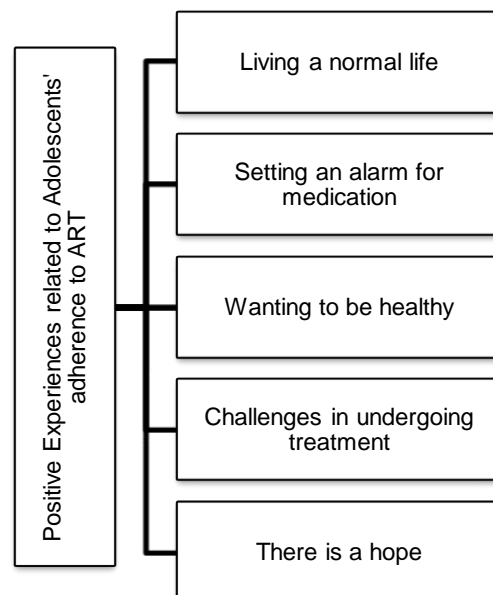 Positive Experiences related to Adolescents'
adherence to ART
Living a normal life
Setting an alarm for
medication
Wanting to be healthy
Challenges in undergoing
treatment
There is a hope